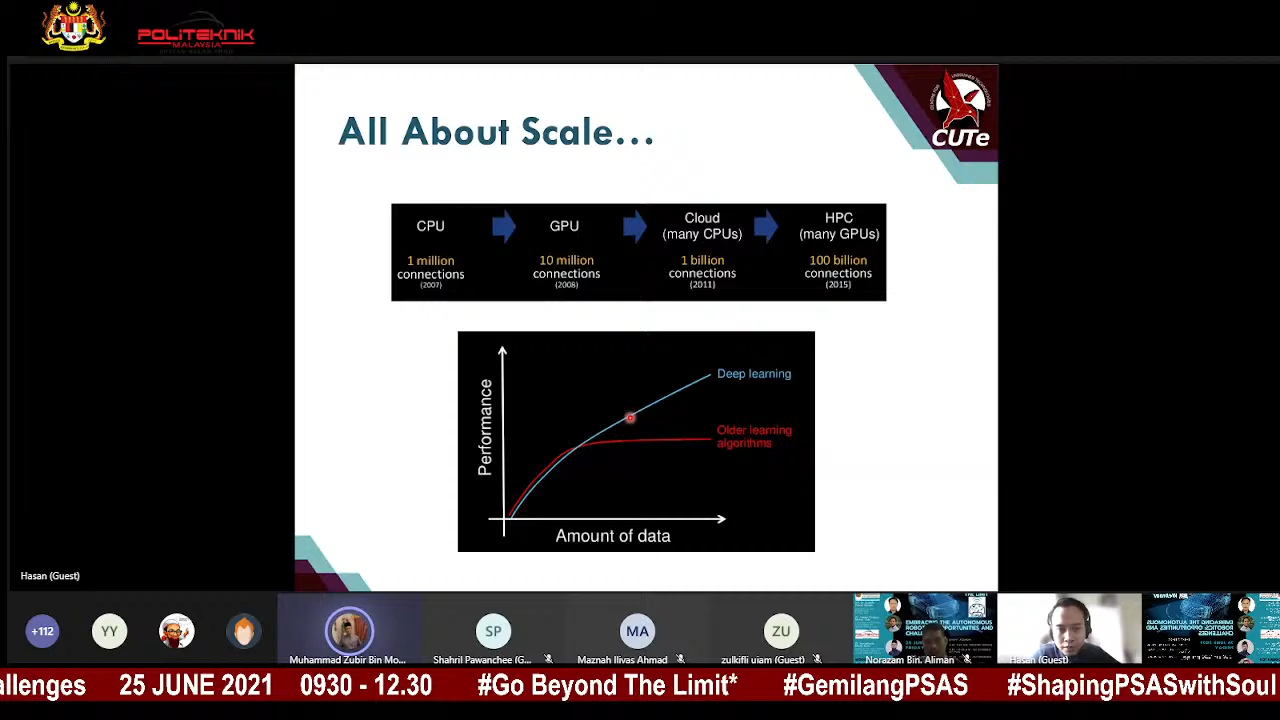 POLITEKNIK
MALAYSIA
All About Scale...
CUTe
CPU
GPU
Cloud
(many CPUs)
HPC
(many GPUs)
1 million
connections
(2007)
10 million
connections
(2008)
1 billion
connections
(2011)
100 billion
connections
(2015)
Performance
Deep learning
Older learning
algorithms
Amount of data
Hasan (Guest)
+112
YY
SP
MA
ZU
Muhammad Zubir Bin Mo...
Shahril Pawanchee (G...
Maznah Iliyas Ahmad
zulkifli ujam (Guest)
Norazam Bin. Aliman
Hasan (Guest)
allenges 25 JUNE 2021 0930 - 12.30 #Go Beyond The Limit* #GemilangPSAS #ShapingPSASwithSoul